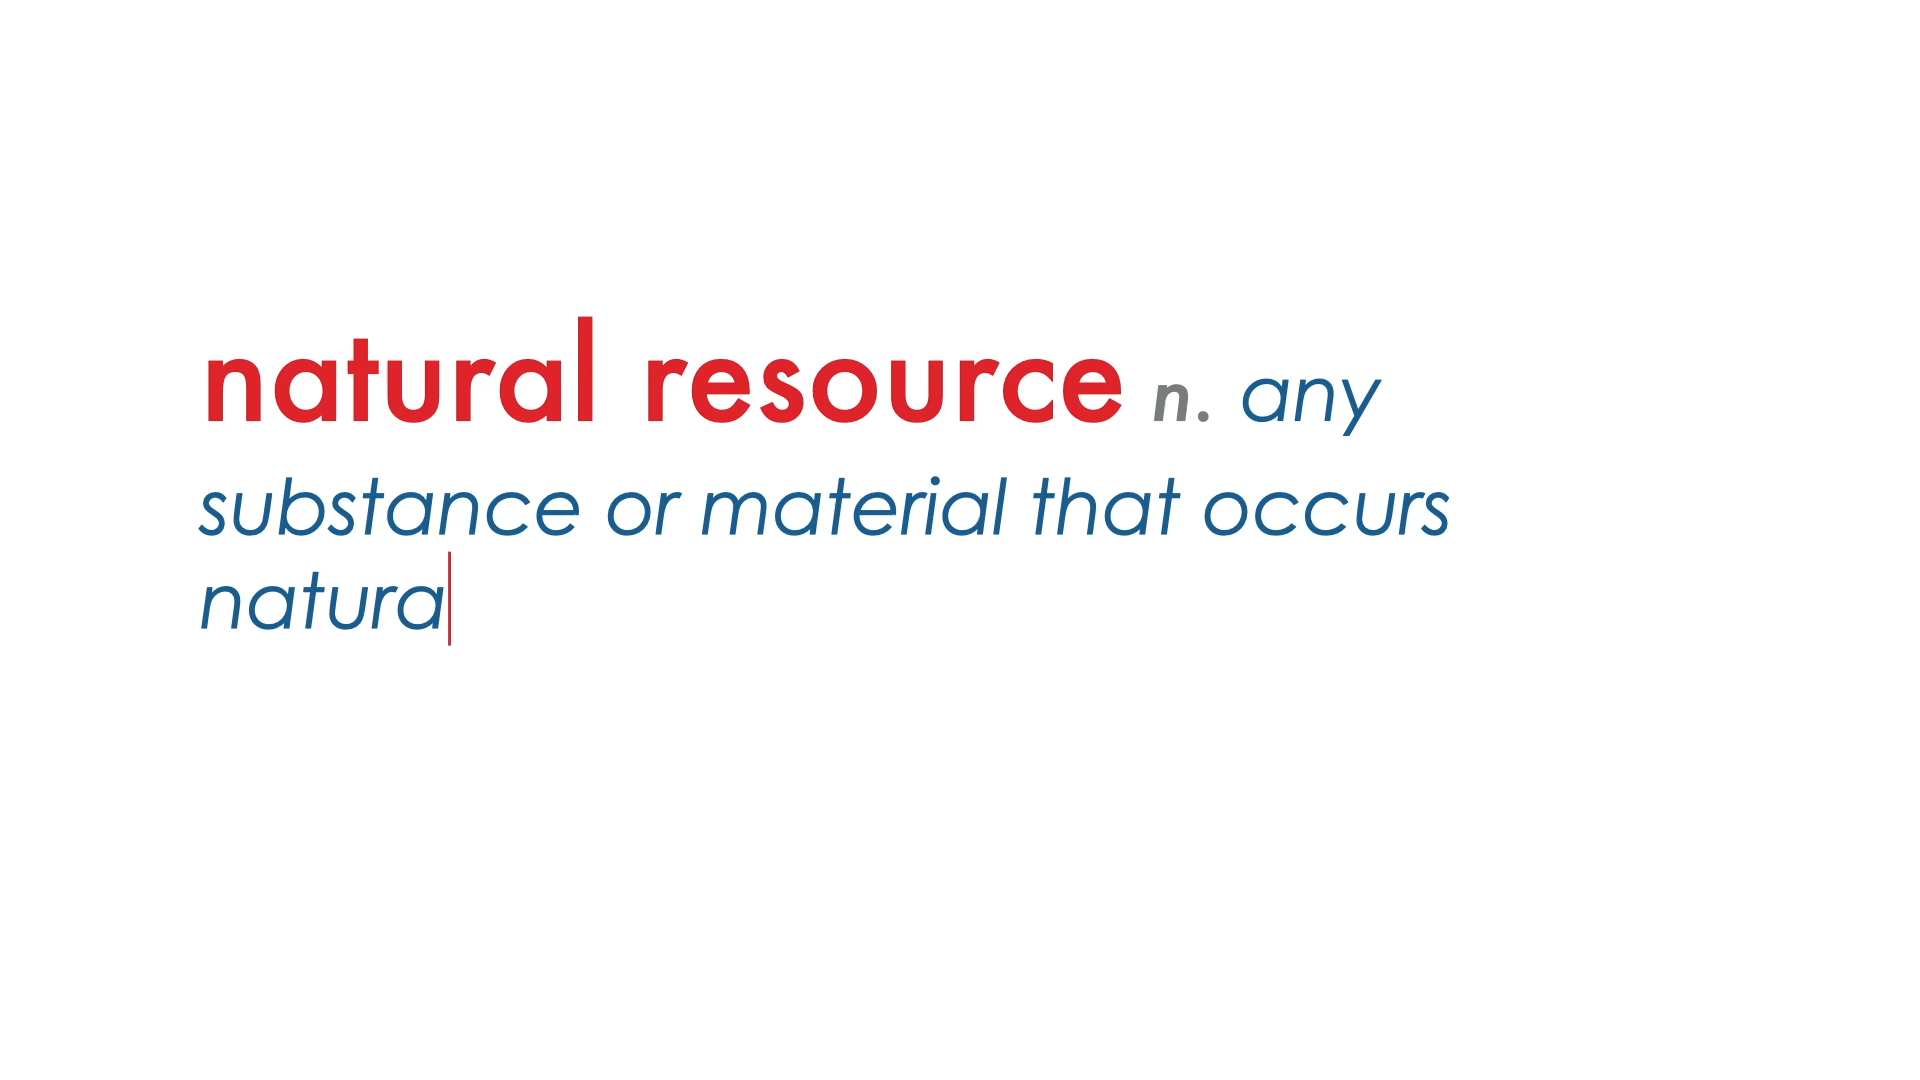 natural resource n. any
substance or material that occurs
natura